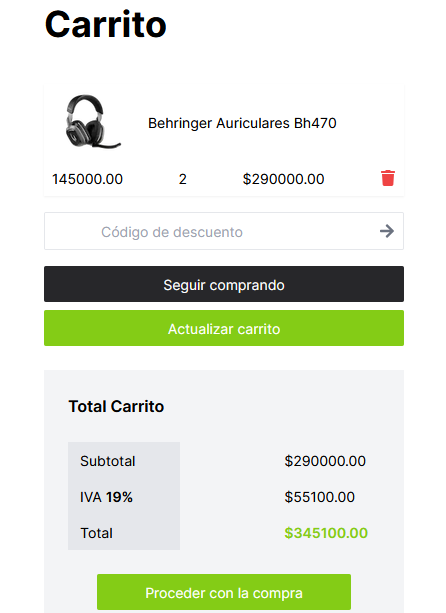 Carrito
Behringer Auriculares Bh470
145000.00 2 $290000.00
Código de descuento
Seguir comprando
Actualizar carrito
Total Carrito
Subtotal $290000.00
IVA 19% $55100.00
Total $345100.00
Proceder con la compra